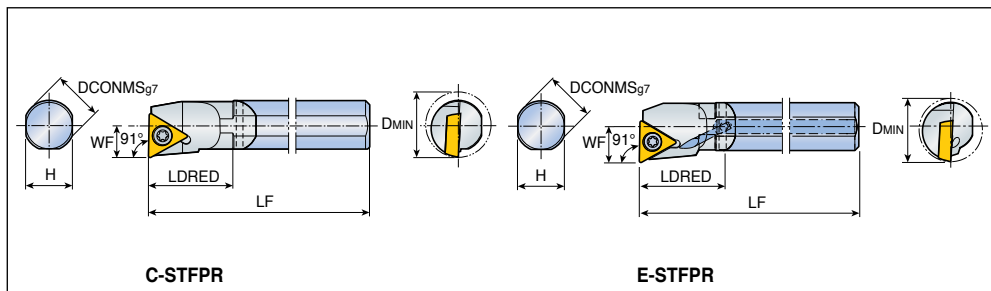 DCONMSg7
WF
91°
H
LDRED
LF
DMIN
C-STFPR
DCONMSg7
WF
91°
H
LDRED
LF
DMIN
E-STFPR